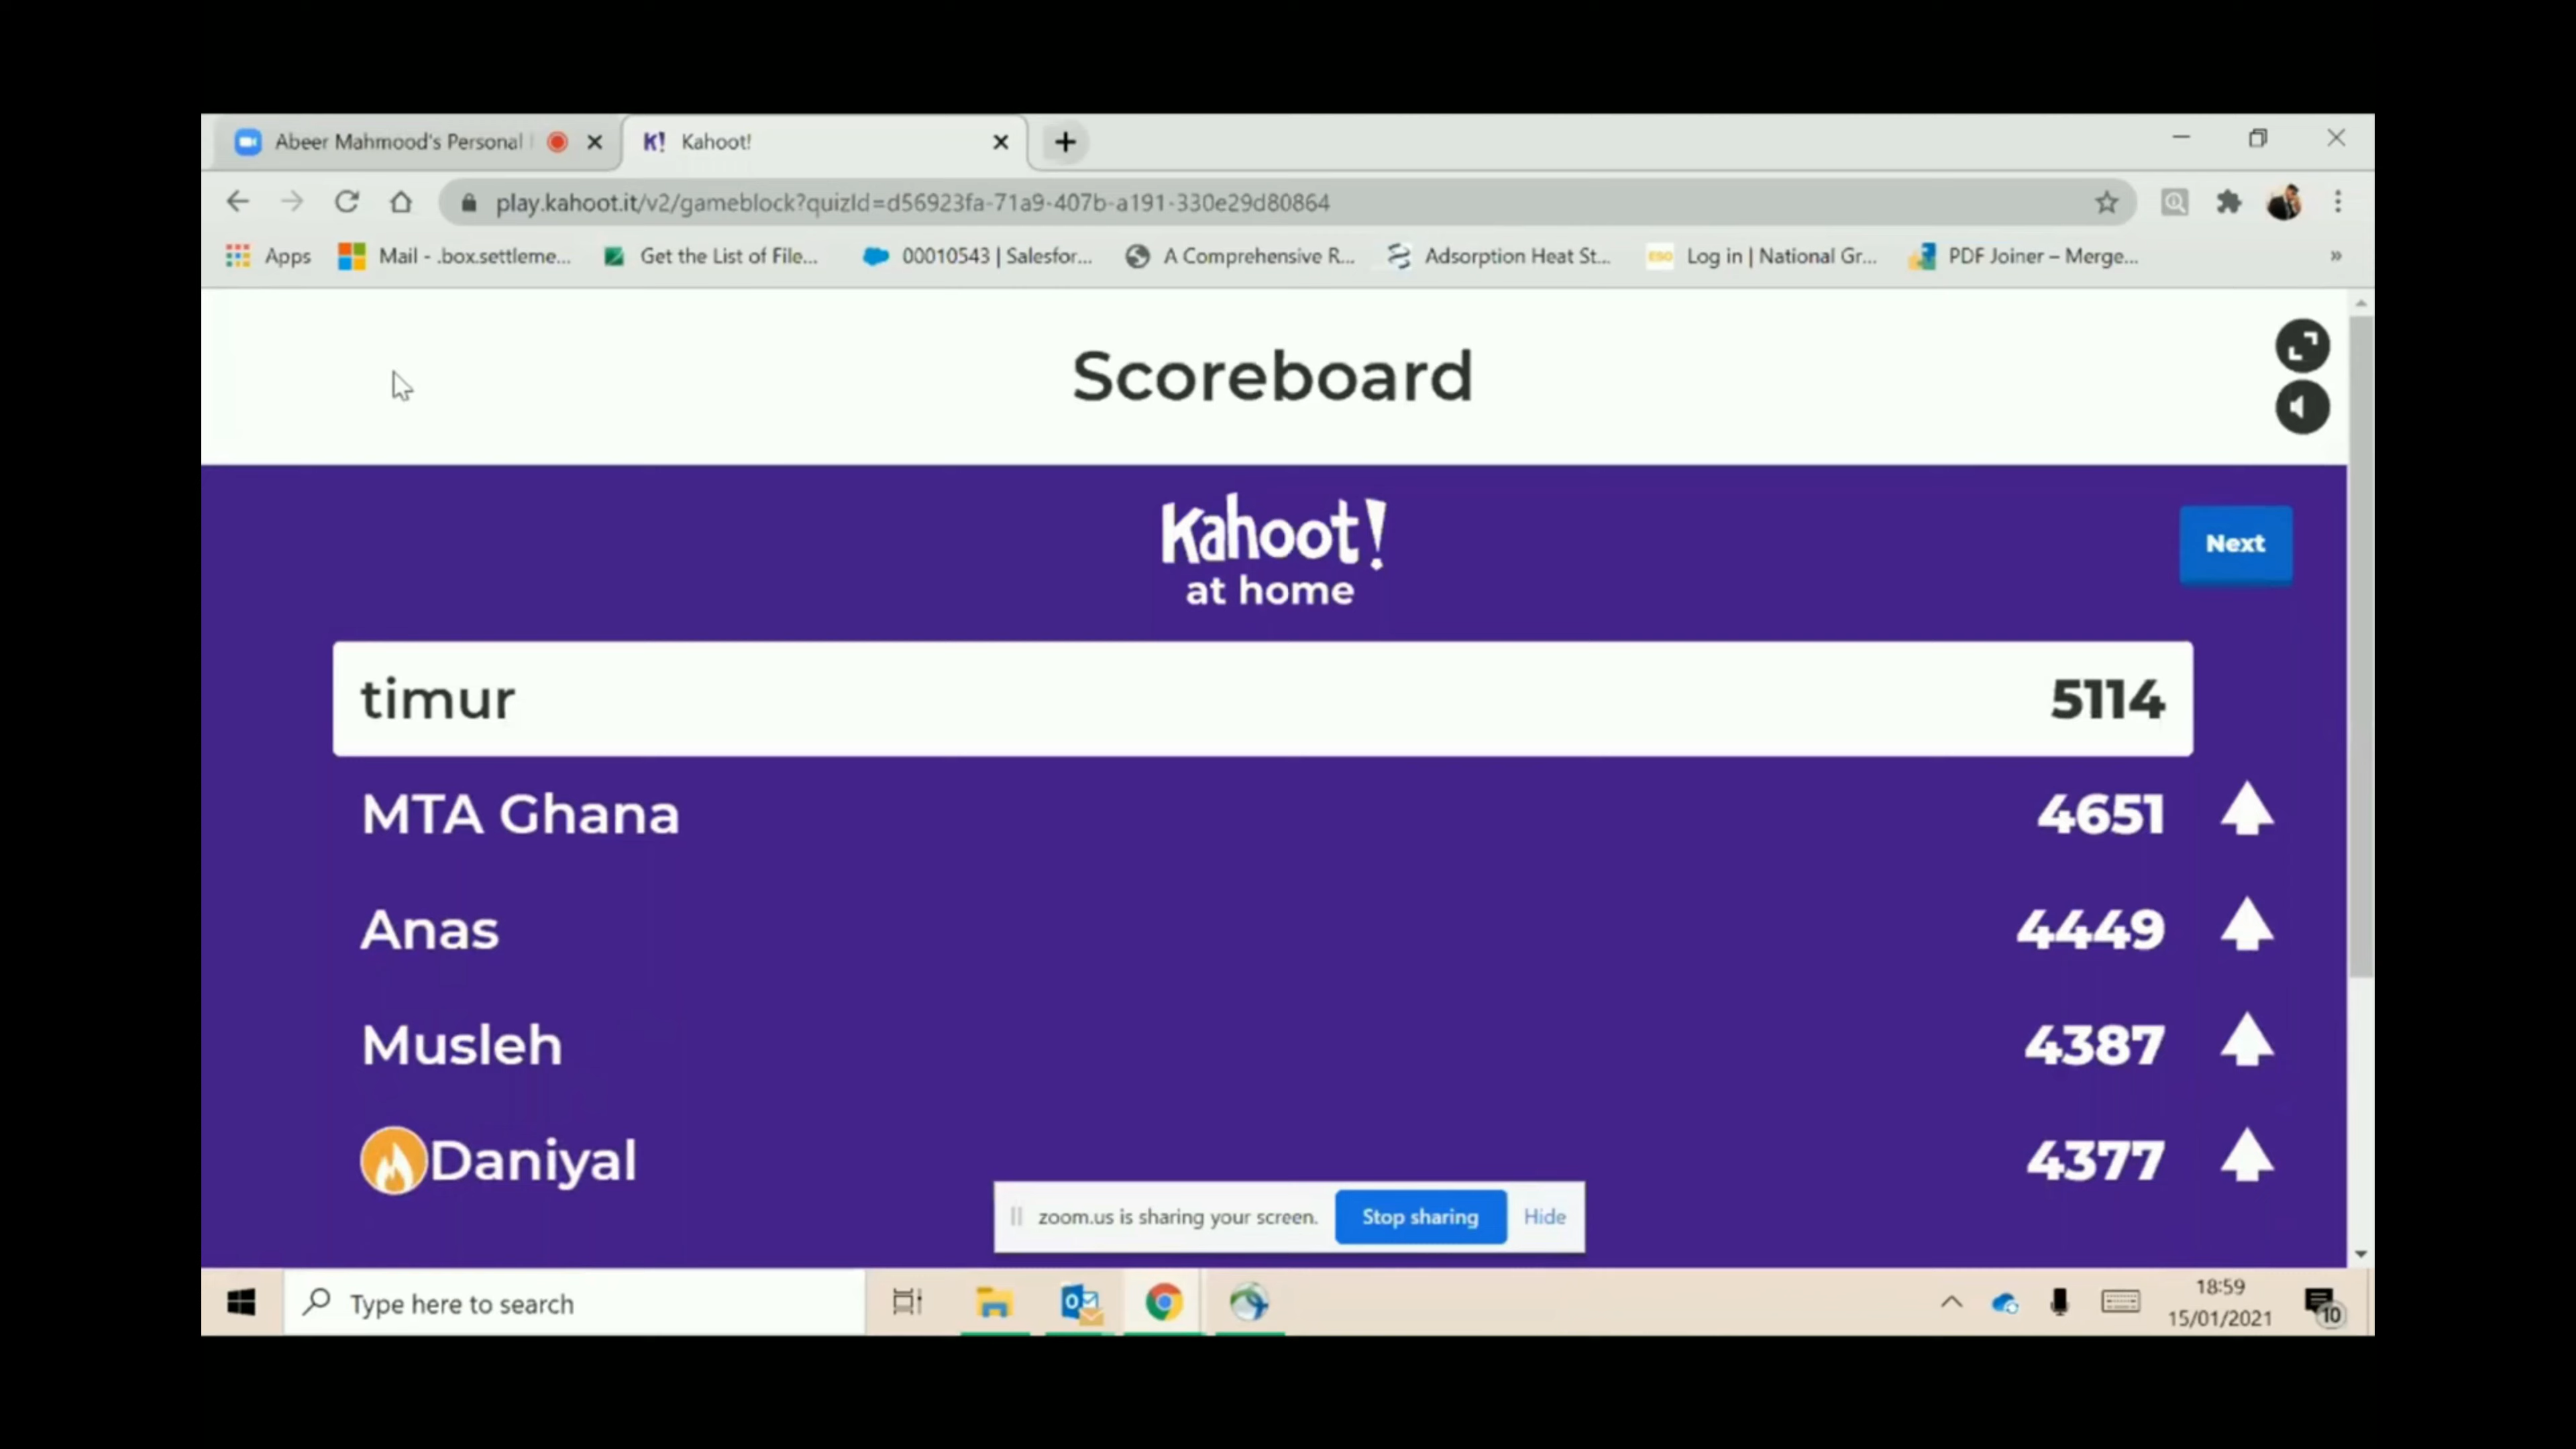 Abeer Mahmood's Personal
K! Kahoot!
play.kahoot.it/v2/gameblock?quizId=d56923fa-71a9-407b-a191-330e29d80864
Apps Mail - .box.settleme... Get the List of File... 00010543 | Salesfor... A Comprehensive R... Adsorption Heat St... ESO Log in | National Gr... PDF Joiner – Merge... »
Scoreboard
Kahoot!
at home
Next
timur 5114
MTA Ghana 4651
Anas 4449
Musleh 4387
Daniyal 4377
zoom.us is sharing your screen. Stop sharing Hide
Type here to search
18:59
15/01/2021
10